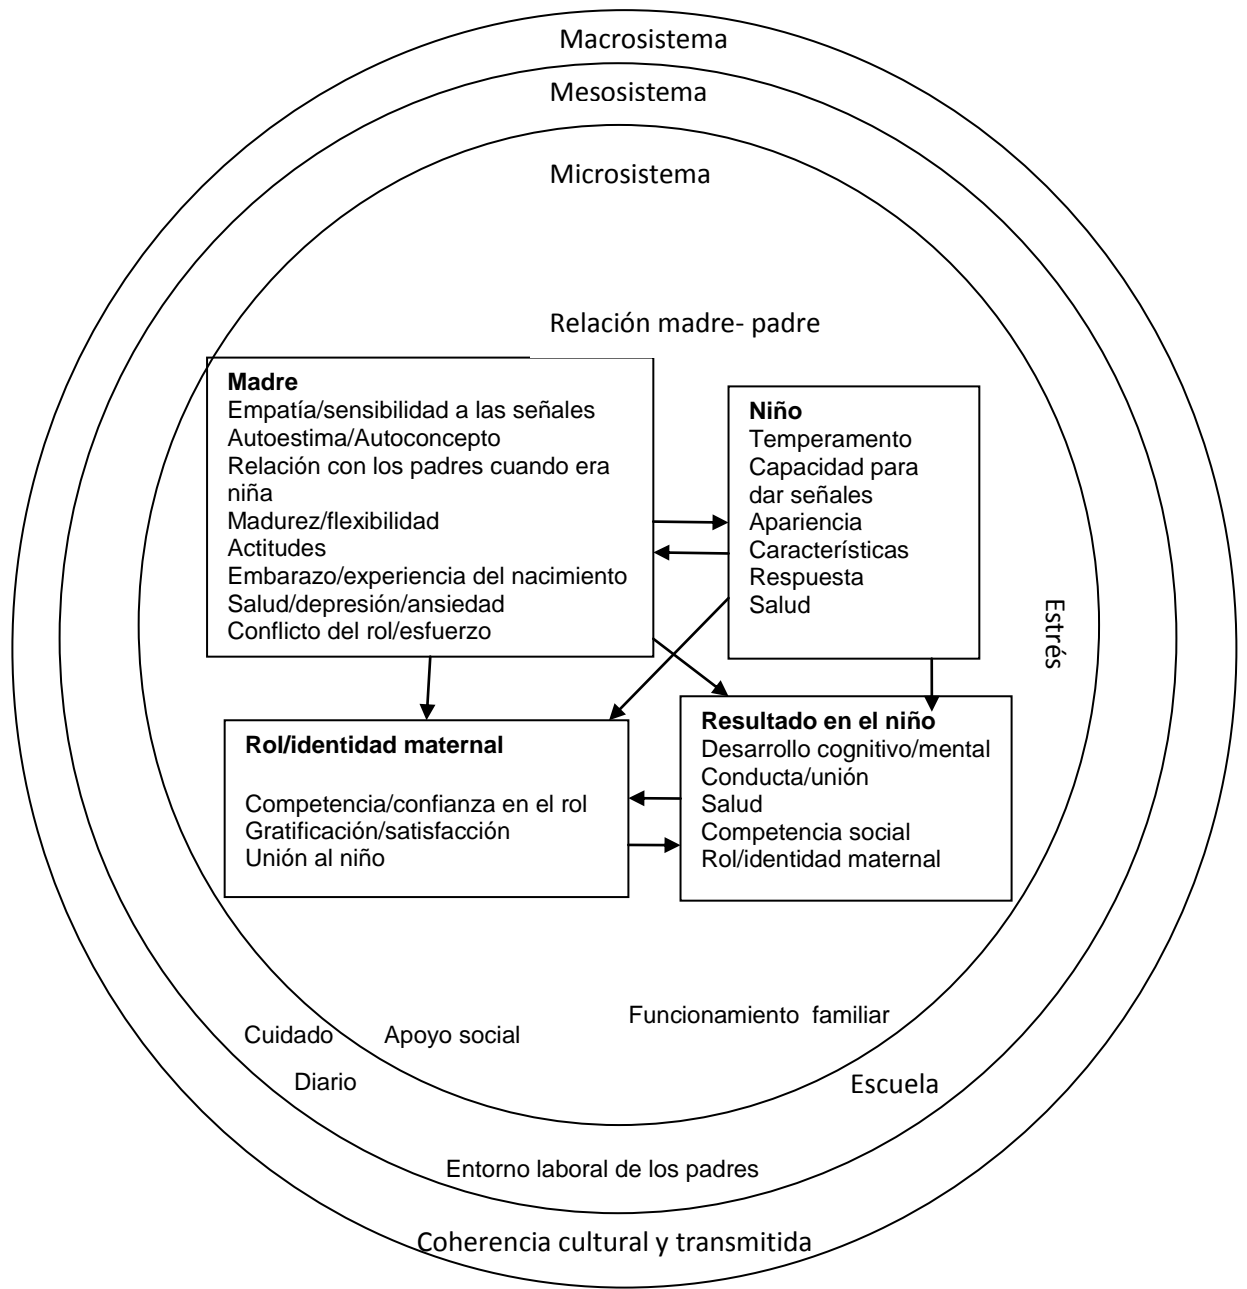 Macrosistema
Mesosistema
Microsistema
Relación madre- padre
Madre
Empatía/sensibilidad a las señales
Autoestima/Autoconcepto
Relación con los padres cuando era
niña
Madurez/flexibilidad
Actitudes
Embarazo/experiencia del nacimiento
Salud/depresión/ansiedad
Conflicto del rol/esfuerzo
Niño
Temperamento
Capacidad para
dar señales
Apariencia
Características
Respuesta
Salud
Estrés
Rol/identidad maternal
Competencia/confianza en el rol
Gratificación/satisfacción
Unión al niño
Resultado en el niño
Desarrollo cognitivo/mental
Conducta/unión
Salud
Competencia social
Rol/identidad maternal
Funcionamiento familiar
Cuidado
Apoyo social
Diario
Escuela
Entorno laboral de los padres
Coherencia cultural y transmitida